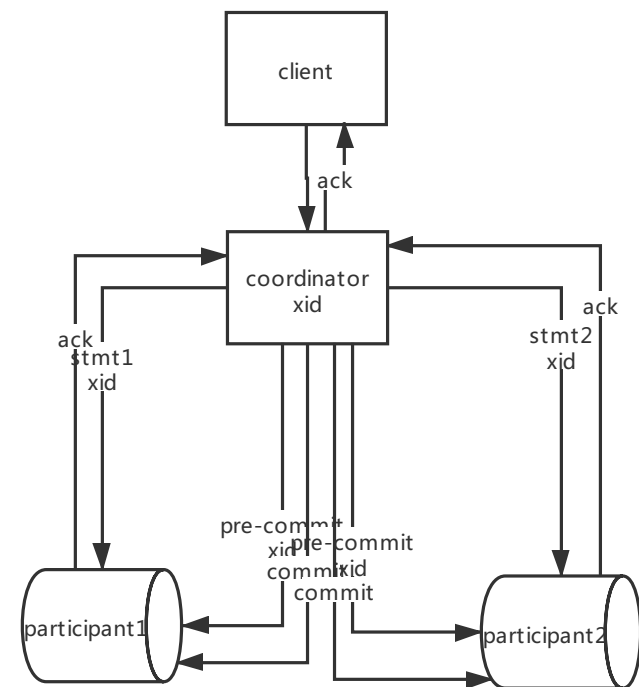 client
ack
coordinator
xid
ack
stmt1
xid
stmt2
xid
ack
pre-commit
xid
commit
pre-commit
xid
commit
participant1
participant2